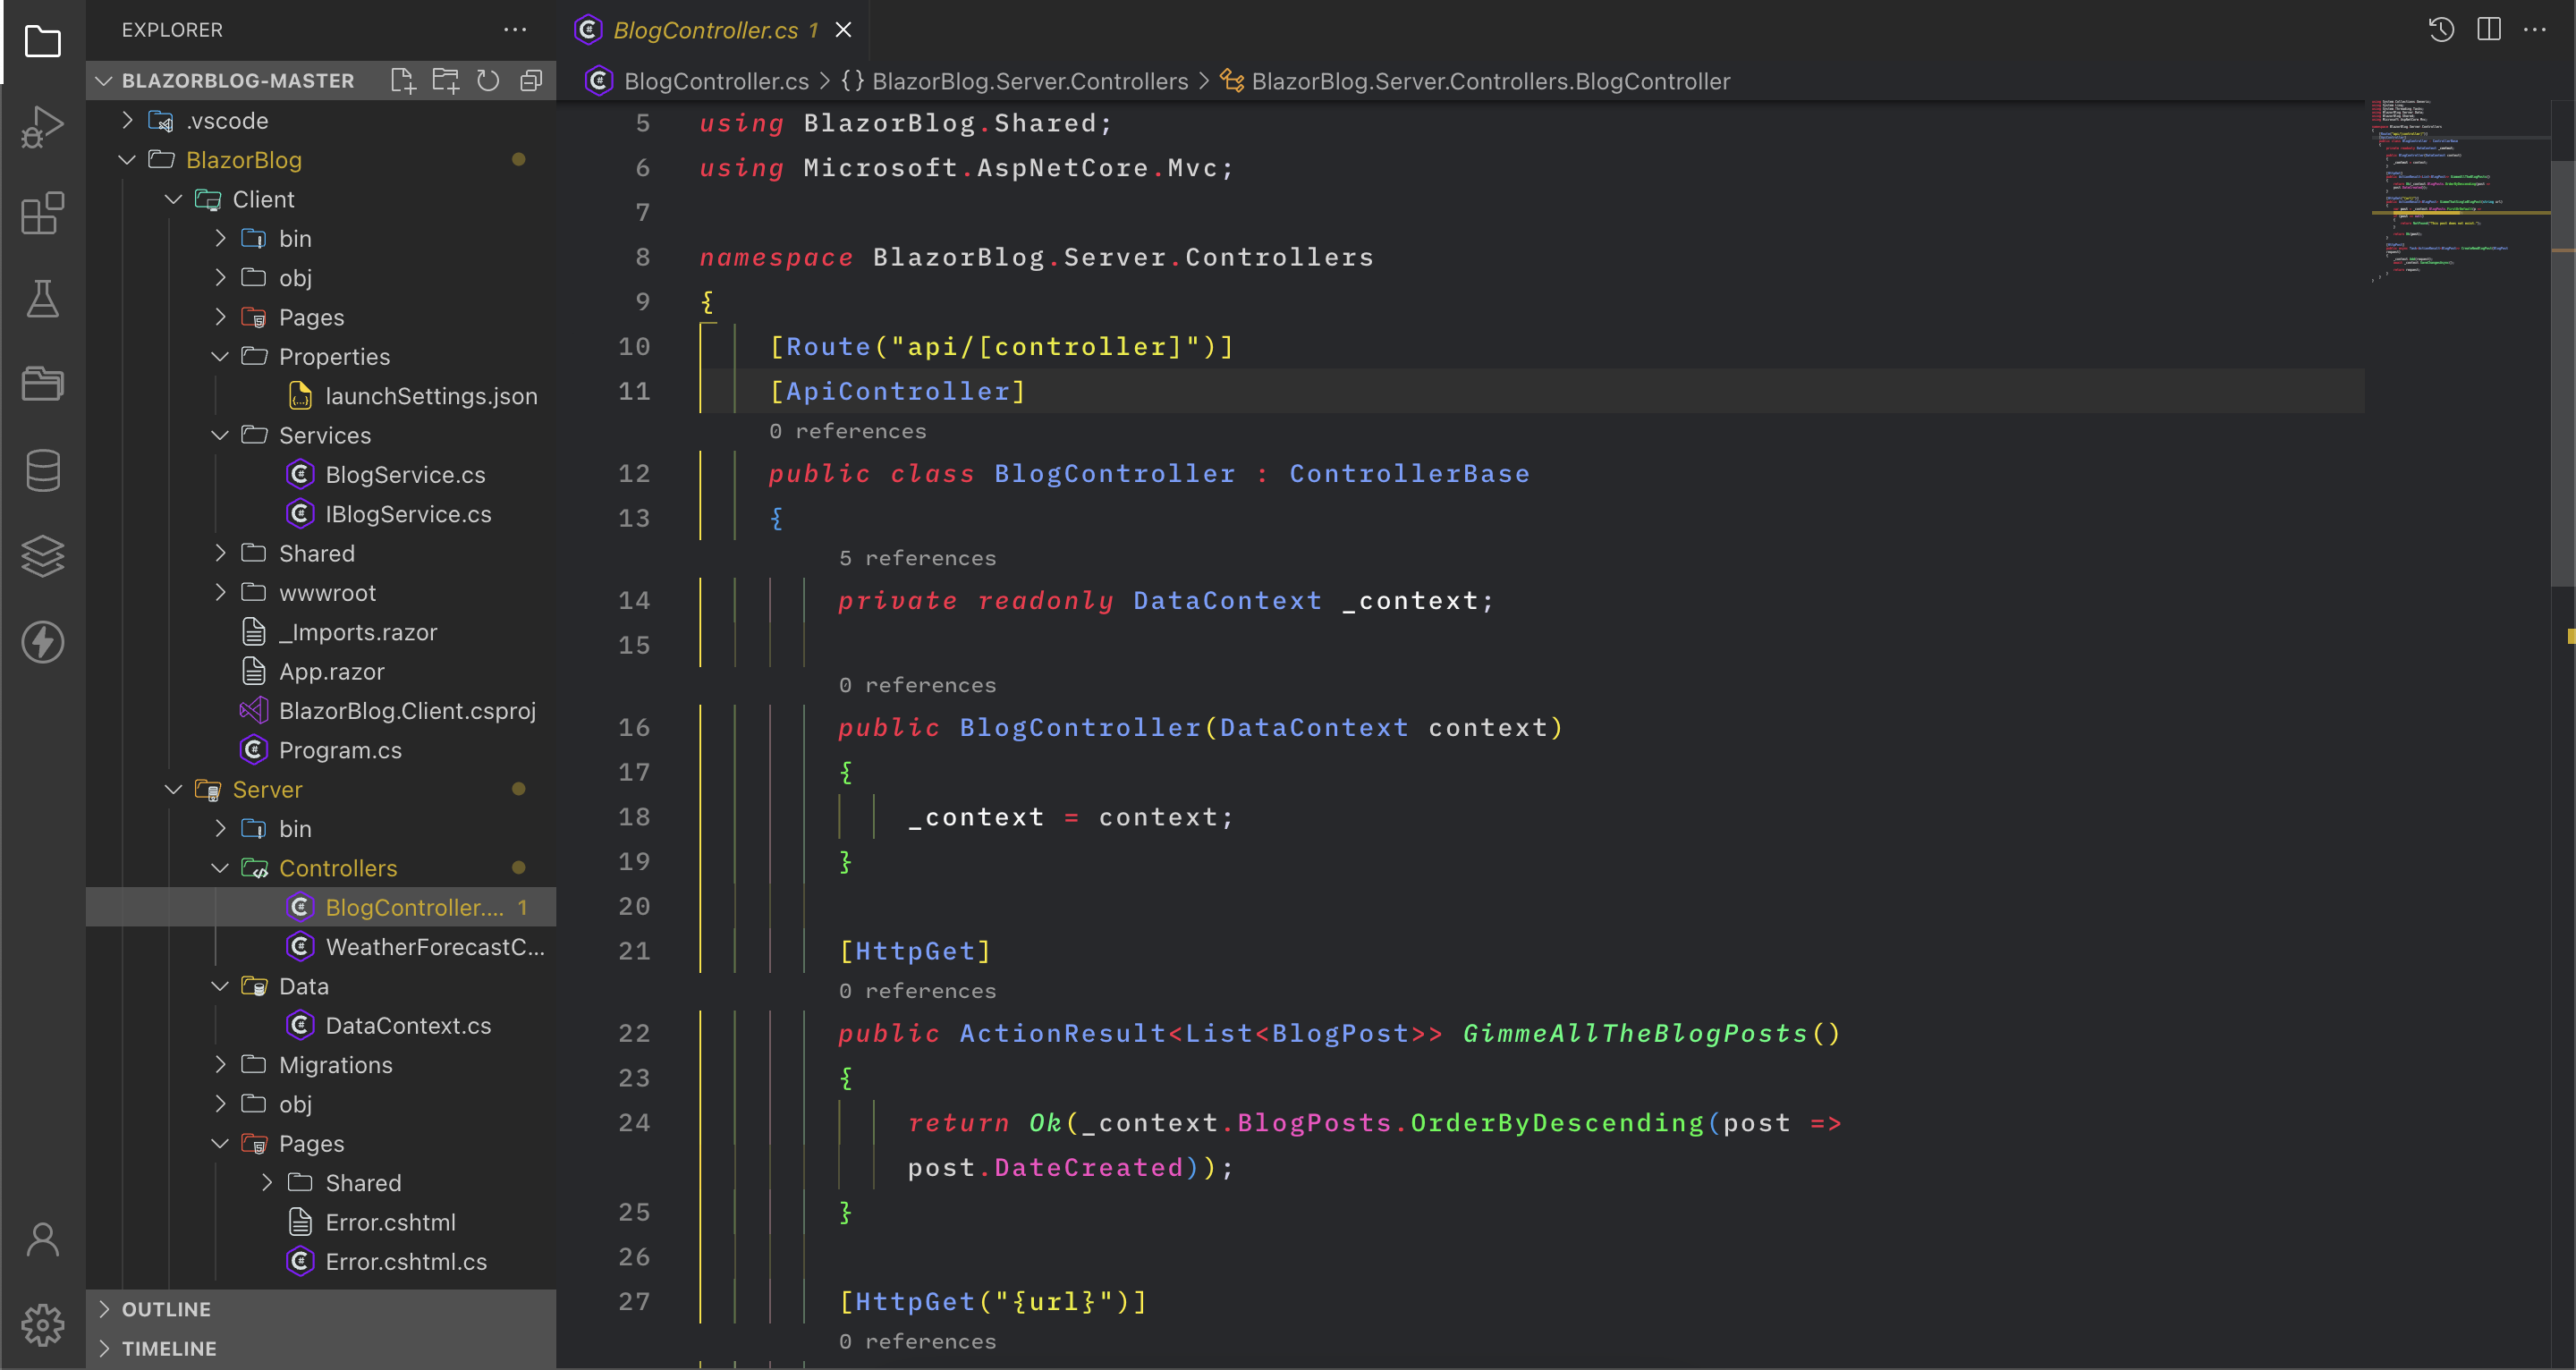 EXPLORER
BLAZORBLOG-MASTER
.vscode
BlazorBlog
Client
bin
obj
Pages
Properties
launchSettings.json
Services
BlogService.cs
IBlogService.cs
Shared
wwwroot
_Imports.razor
App.razor
BlazorBlog.Client.csproj
Program.cs
Server
bin
Controllers
BlogController.... 1
WeatherForecastC...
Data
DataContext.cs
Migrations
obj
Pages
Shared
Error.cshtml
Error.cshtml.cs
OUTLINE
TIMELINE
BlogController.cs 1
BlogController.cs > {} BlazorBlog.Server.Controllers > BlazorBlog.Server.Controllers.BlogController
5 using BlazorBlog.Shared;
6 using Microsoft.AspNetCore.Mvc;
7
8 namespace BlazorBlog.Server.Controllers
9 {
10 [Route("api/[controller]")]
11 [ApiController]
0 references
12 public class BlogController : ControllerBase
13 {
5 references
14 private readonly DataContext _context;
15
0 references
16 public BlogController(DataContext context)
17 {
18 _context = context;
19 }
20
21 [HttpGet]
0 references
22 public ActionResult<List<BlogPost>> GimmeAllTheBlogPosts()
23 {
24 return Ok(_context.BlogPosts.OrderByDescending(post =>
post.DateCreated));
25 }
26
27 [HttpGet("{url}")]
0 references